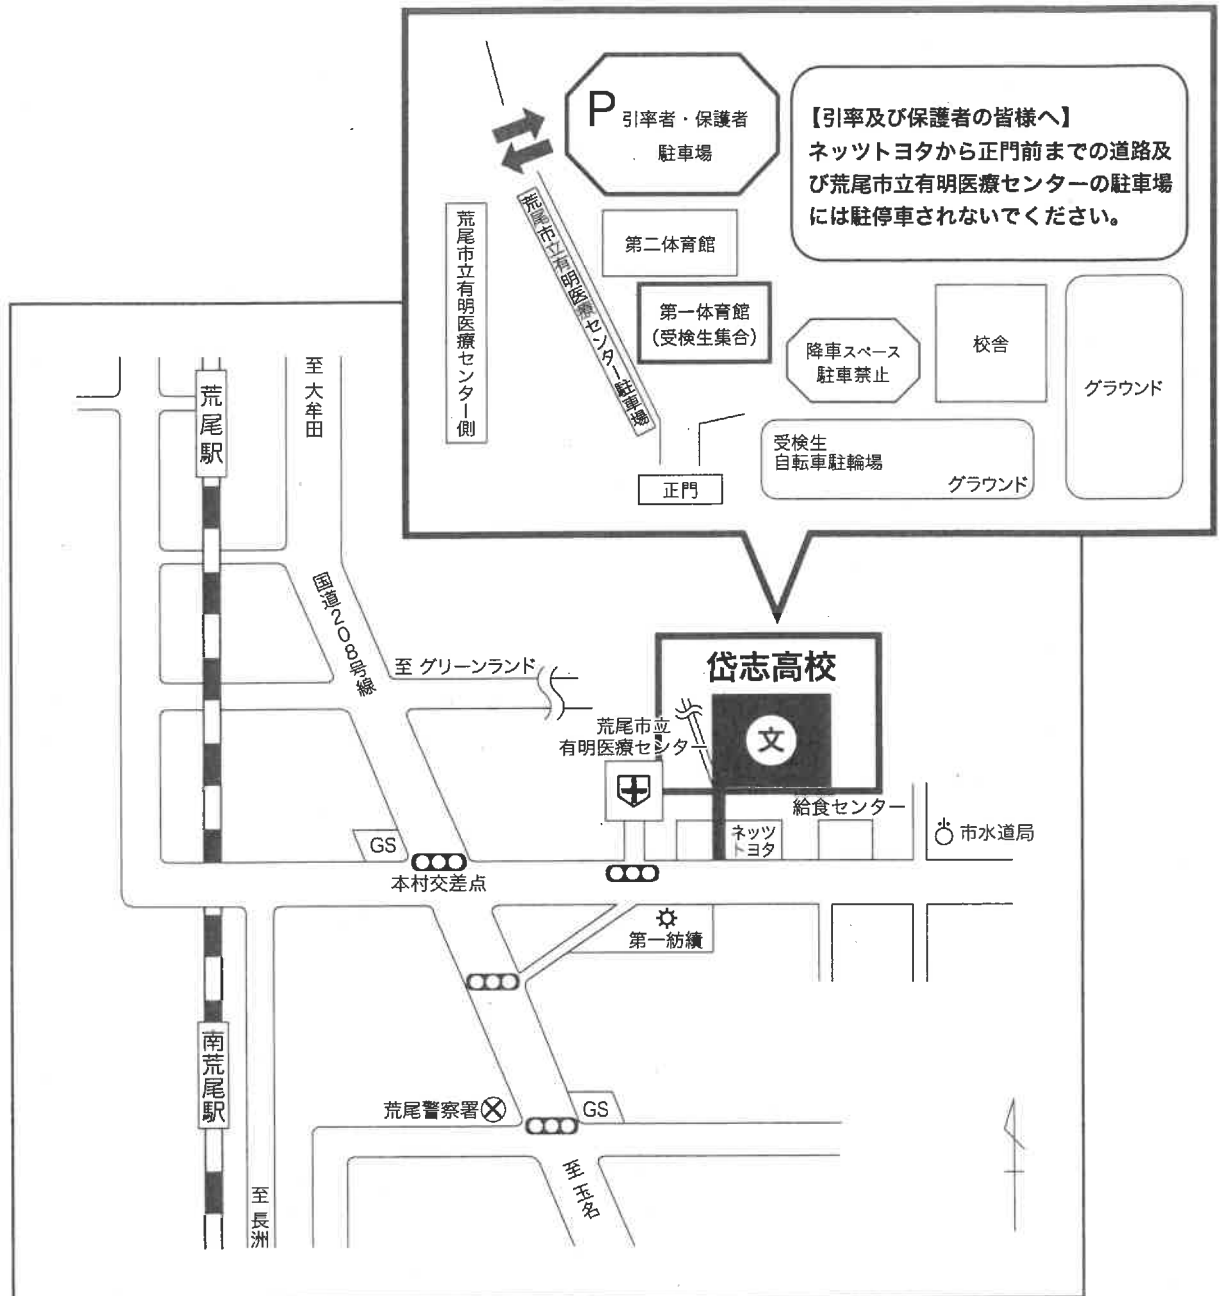 P 引率者・保護者
駐車場
【引率及び保護者の皆様へ】
ネッツトヨタから正門前までの道路及
び荒尾市立有明医療センターの駐車場
には駐停車されないでください。
荒尾市立有明医療センター側
荒尾市立有明医療センター駐車場
第二体育館
第一体育館
(受検生集合)
降車スペース
駐車禁止
校舎
グラウンド
受検生
自転車駐輪場
グラウンド
正門
荒尾駅
至 大牟田
国道208号線
至 グリーンランド
岱志高校
文
荒尾市立
有明医療センター
給食センター
ネッツ
トヨタ
市水道局
GS
本村交差点
第一紡績
南荒尾駅
荒尾警察署
GS
至 長洲
至 玉名